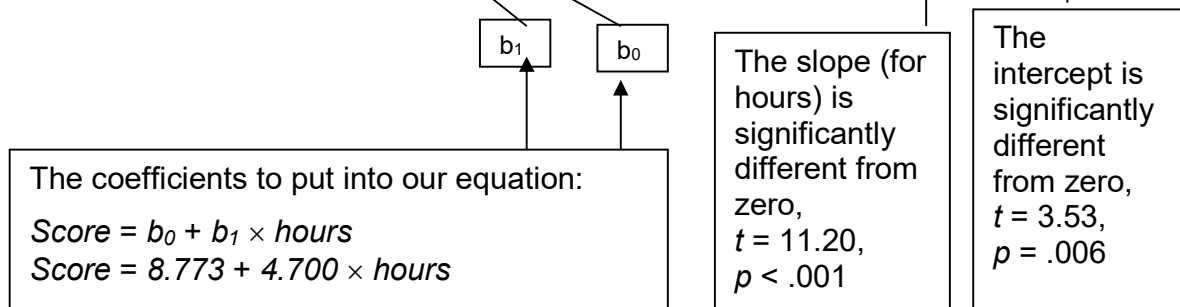 b₁
b₀
The coefficients to put into our equation:
Score = b₀ + b₁ × hours
Score = 8.773 + 4.700 × hours
The slope (for
hours) is
significantly
different from
zero,
t = 11.20,
p < .001
The
intercept is
significantly
different
from zero,
t = 3.53,
p = .006